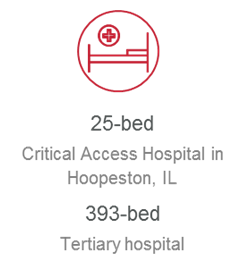 25-bed
Critical Access Hospital in
Hoopeston, IL
393-bed
Tertiary hospital